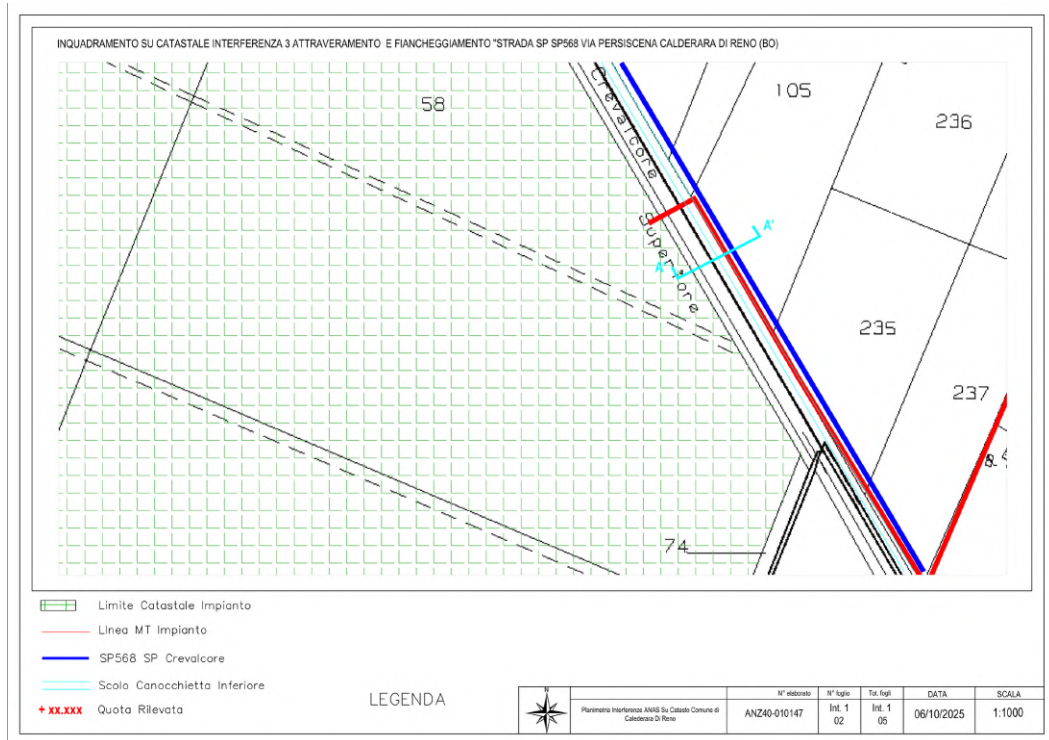 INQUADRAMENTO SU CATASTALE INTERFERENZA 3 ATTRAVERAMENTO E FIANCHEGGIAMENTO "STRADA SP SP568 VIA PERSISCENA CALDERARA DI RENO (BO)
58
Crevalcore
105
236
Superiore
A'
A
235
237
74
Limite Catastale Impianto
Linea MT Impianto
SP568 SP Crevalcore
Scolo Canocchietta Inferiore
+ xx.xxx Quota Rilevata
LEGENDA
N
Planimetria Interferenze ANAS Su Catasto Comune di
Calederara Di Reno
N° elaborato
ANZ40-010147
N° foglio
Int. 1
02
Tot. fogli
Int. 1
05
DATA
06/10/2025
SCALA
1:1000